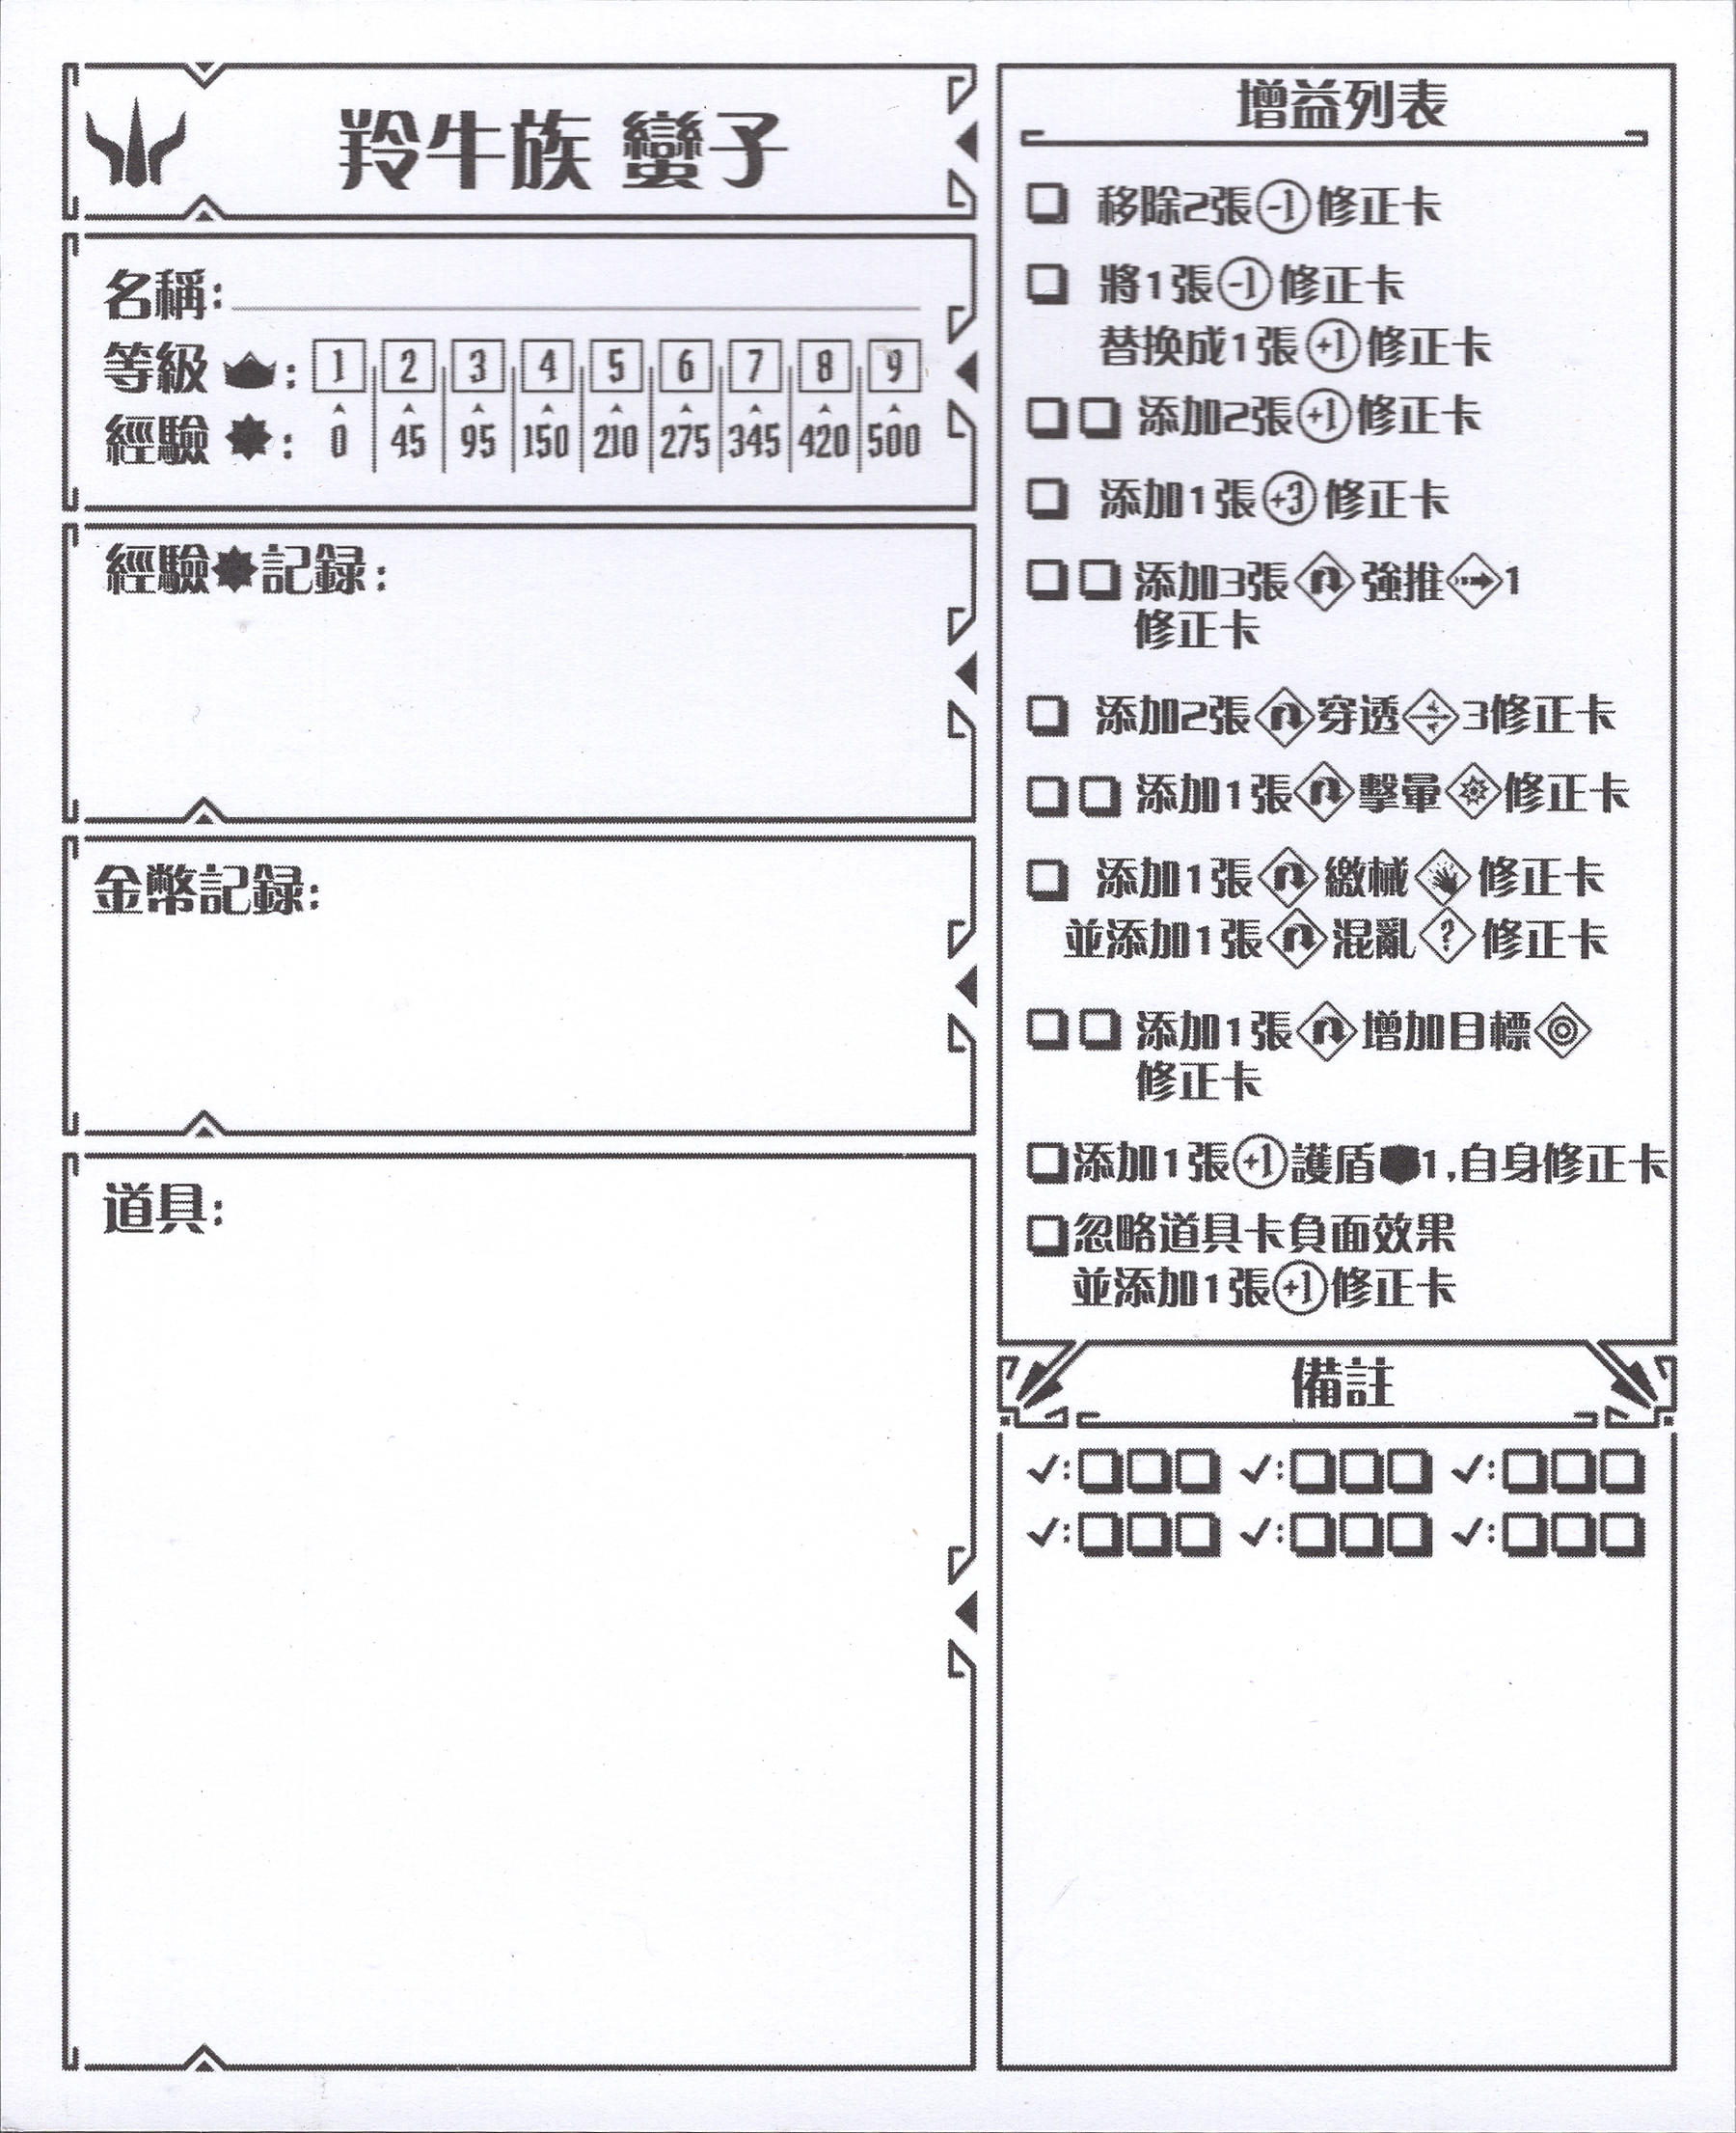 羚牛族 蠻子
名稱:
等級 : 1 2 3 4 5 6 7 8 9
經驗 : 0 45 95 150 210 275 345 420 500
經驗 記録:
金幣記録:
道具:
增益列表
移除2張 -1 修正卡
將1張 -1 修正卡
替換成1張 +1 修正卡
添加2張 +1 修正卡
添加1張 +3 修正卡
添加3張 強推 1
修正卡
添加2張 穿透 3修正卡
添加1張 擊暈 修正卡
添加1張 繳械 修正卡
並添加1張 混亂 ? 修正卡
添加1張 增加目標
修正卡
添加1張 +1 護盾 1,自身修正卡
忽略道具卡負面效果
並添加1張 +1 修正卡
備註
✓: ✓: ✓:
✓: ✓: ✓: